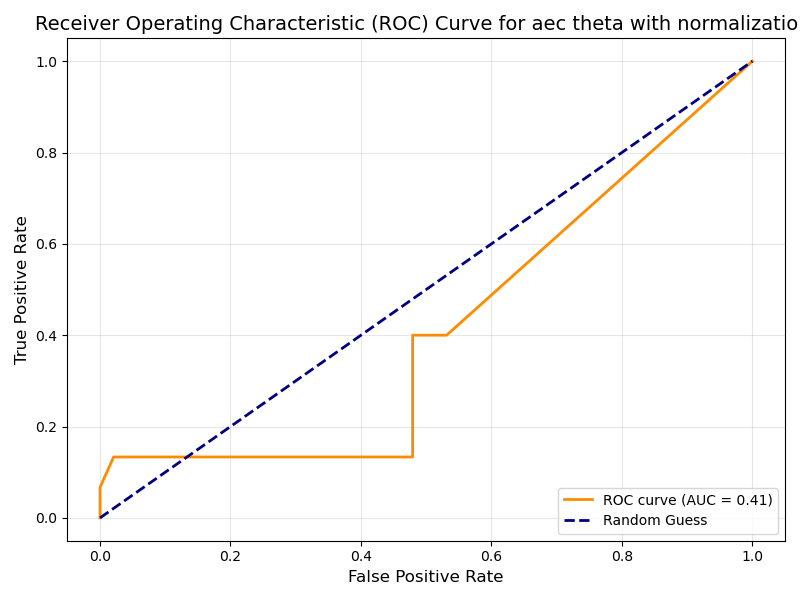 Receiver Operating Characteristic (ROC) Curve for aec theta with normalizatio
1.0
0.8
0.6
0.4
0.2
0.0
True Positive Rate
0.0 0.2 0.4 0.6 0.8 1.0
False Positive Rate
ROC curve (AUC = 0.41)
Random Guess